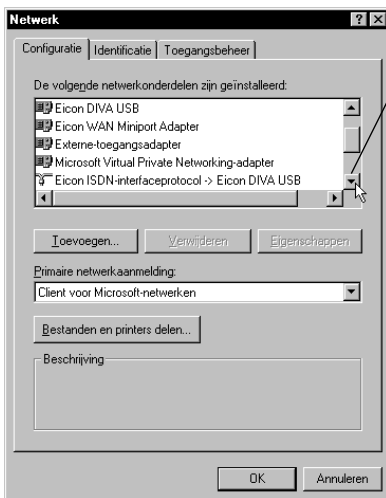 Netwerk
Configuratie Identificatie Toegangsbeheer
De volgende netwerkonderdelen zijn geïnstalleerd:
Eicon DIVA USB
Eicon WAN Miniport Adapter
Externe-toegangsadapter
Microsoft Virtual Private Networking-adapter
Eicon ISDN-interfaceprotocol -> Eicon DIVA USB
Toevoegen... Verwijderen Eigenschappen
Primaire netwerkaanmelding:
Client voor Microsoft-netwerken
Bestanden en printers delen...
Beschrijving
OK Annuleren